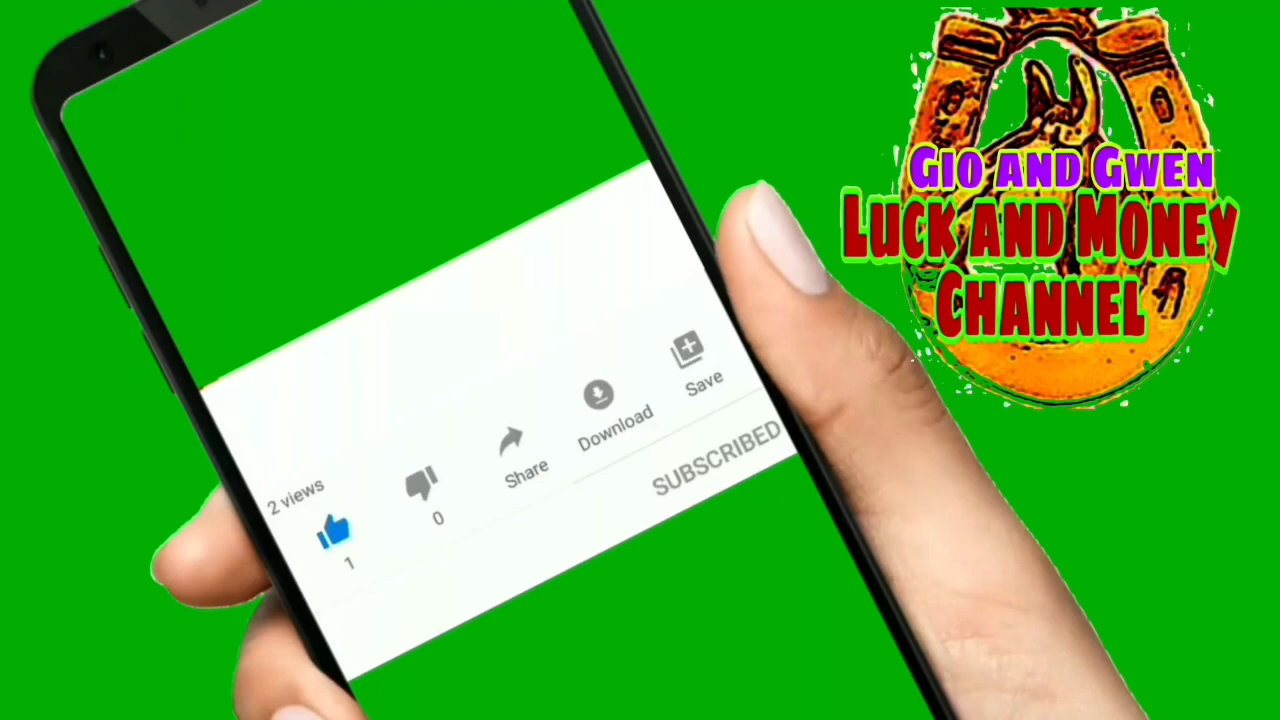 Gio and Gwen
Luck and Money
Channel
2 views
1
0
Share
Download
Save
SUBSCRIBED